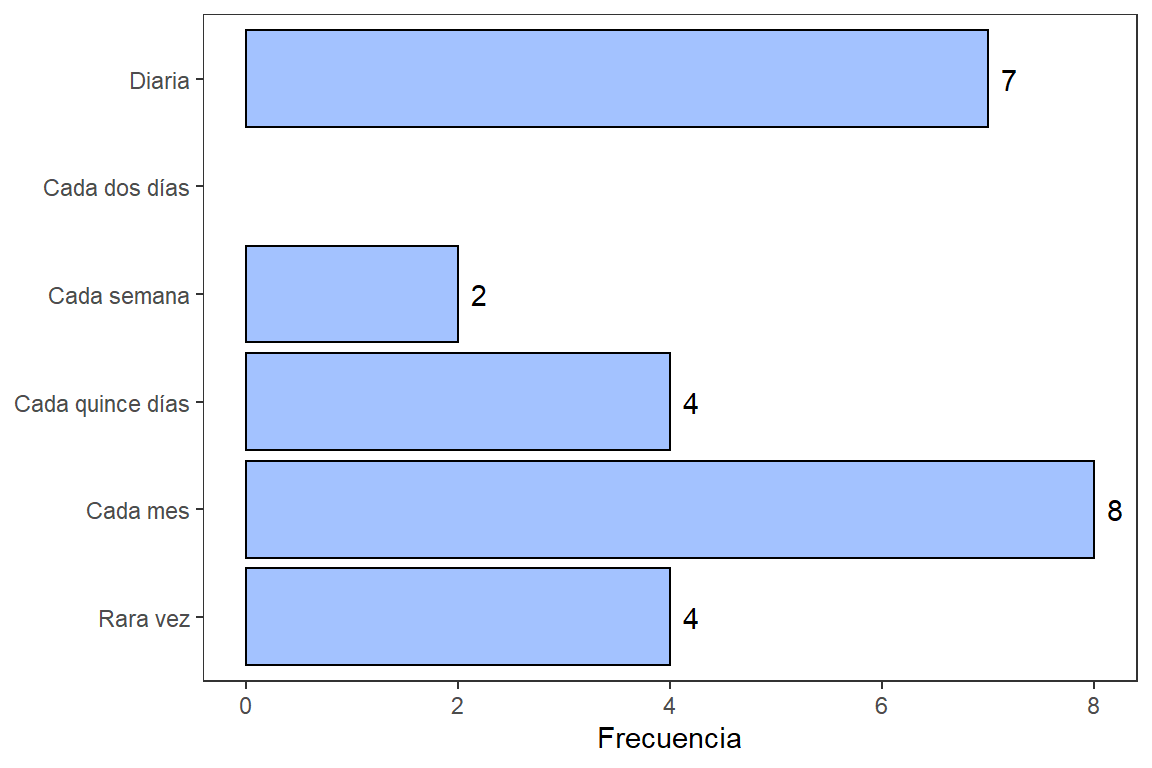 Diaria
7
Cada dos días
Cada semana
2
Cada quince días
4
Cada mes
8
Rara vez
4
0 2 4 6 8
Frecuencia